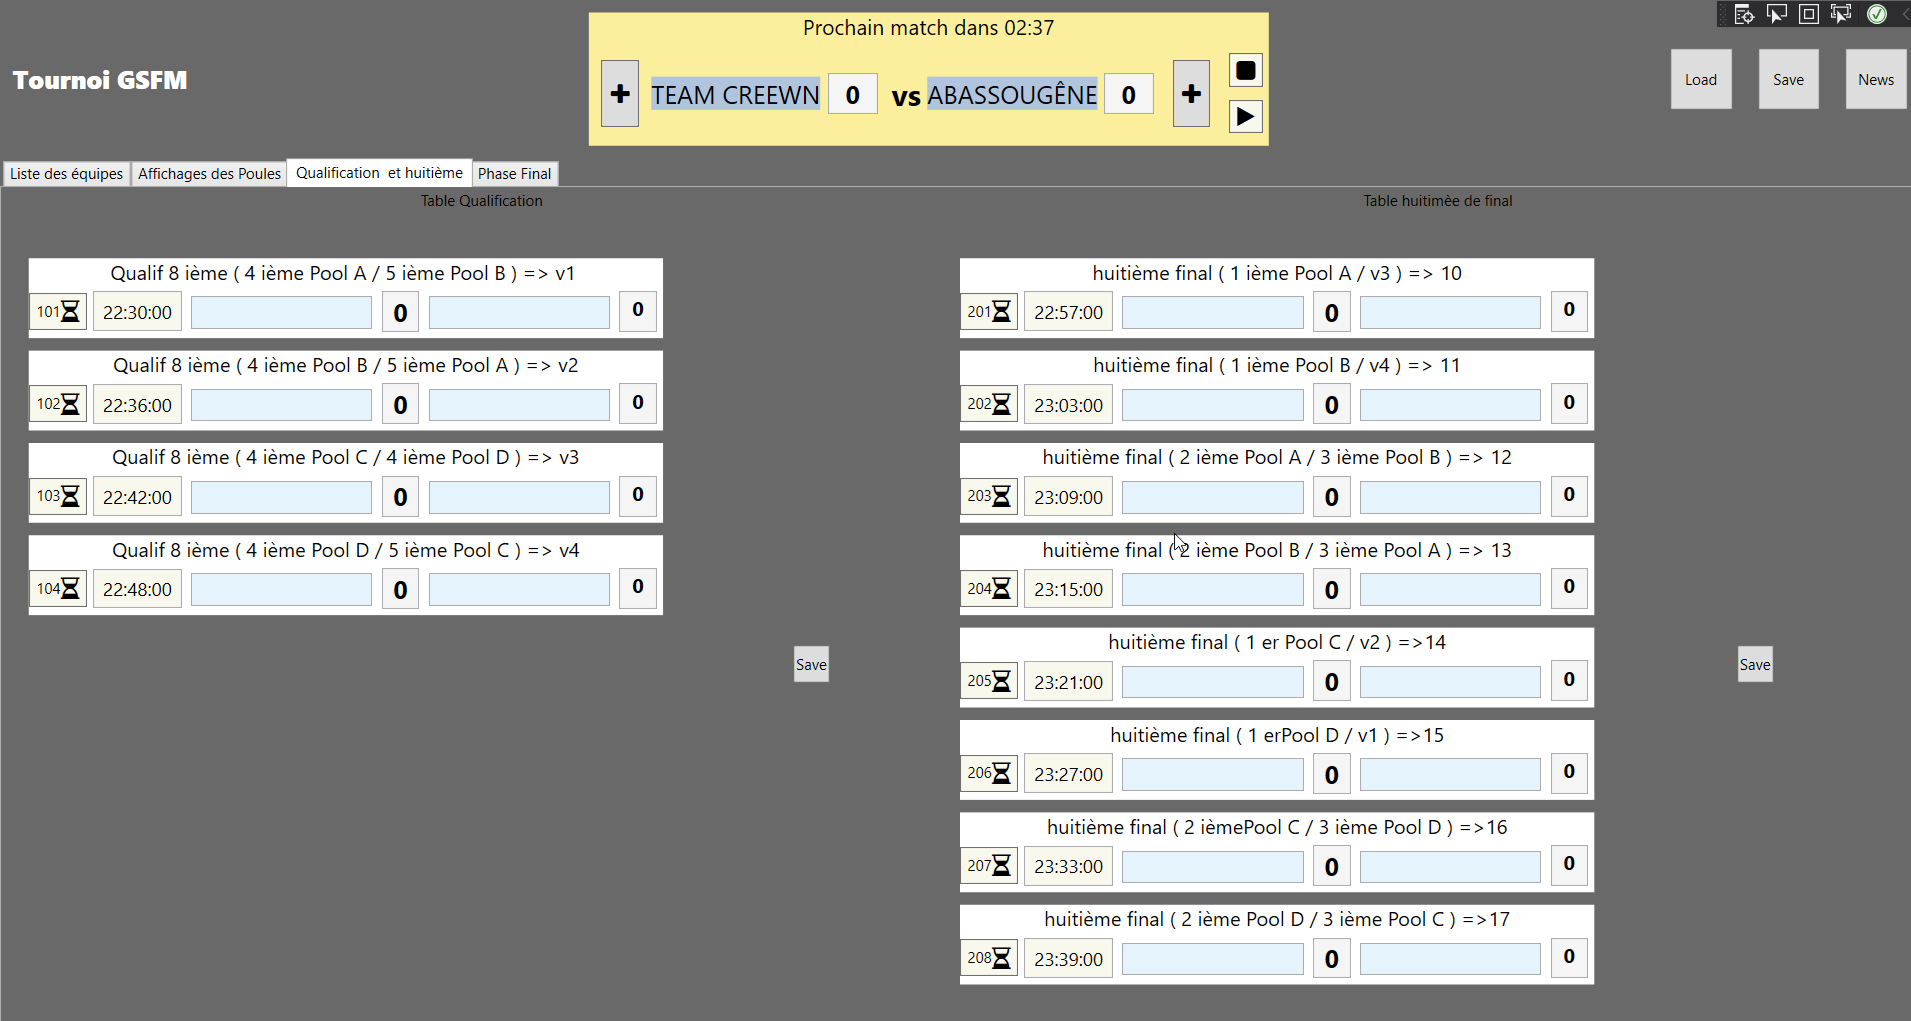 Prochain match dans 02:37
Tournoi GSFM
TEAM CREEWN 0 vs ABASSOUGÊNE 0
Load Save News
Liste des équipes Affichages des Poules Qualification et huitième Phase Final
Table Qualification
Table huitimèe de final
Qualif 8 ième ( 4 ième Pool A / 5 ième Pool B ) => v1
101 22:30:00 0 0
Qualif 8 ième ( 4 ième Pool B / 5 ième Pool A ) => v2
102 22:36:00 0 0
Qualif 8 ième ( 4 ième Pool C / 4 ième Pool D ) => v3
103 22:42:00 0 0
Qualif 8 ième ( 4 ième Pool D / 5 ième Pool C ) => v4
104 22:48:00 0 0
Save
huitième final ( 1 ième Pool A / v3 ) => 10
201 22:57:00 0 0
huitième final ( 1 ième Pool B / v4 ) => 11
202 23:03:00 0 0
huitième final ( 2 ième Pool A / 3 ième Pool B ) => 12
203 23:09:00 0 0
huitième final ( 2 ième Pool B / 3 ième Pool A ) => 13
204 23:15:00 0 0
huitième final ( 1 er Pool C / v2 ) =>14
205 23:21:00 0 0
huitième final ( 1 erPool D / v1 ) =>15
206 23:27:00 0 0
huitième final ( 2 ièmePool C / 3 ième Pool D ) =>16
207 23:33:00 0 0
huitième final ( 2 ième Pool D / 3 ième Pool C ) =>17
208 23:39:00 0 0
Save